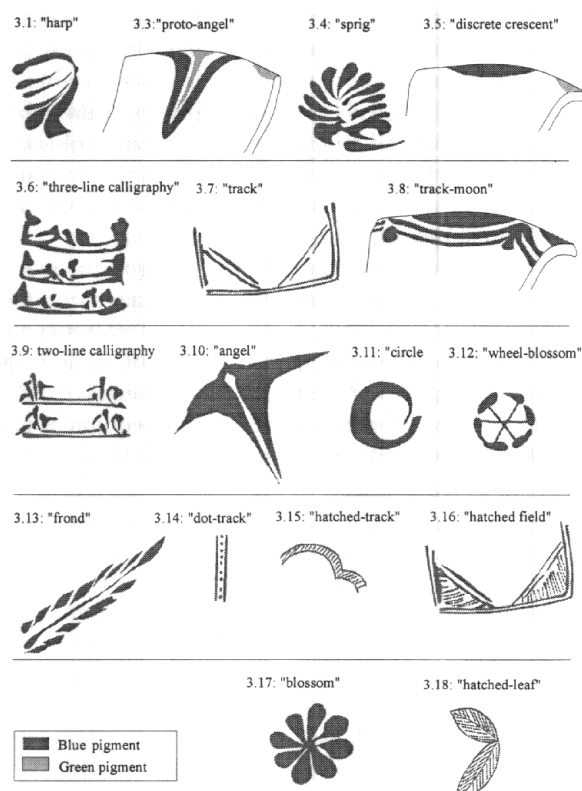 3.1: "harp" 3.3:"proto-angel" 3.4: "sprig" 3.5: "discrete crescent"
3.6: "three-line calligraphy" 3.7: "track" 3.8: "track-moon"
3.9: two-line calligraphy 3.10: "angel" 3.11: "circle 3.12: "wheel-blossom"
3.13: "frond" 3.14: "dot-track" 3.15: "hatched-track" 3.16: "hatched field"
3.17: "blossom" 3.18: "hatched-leaf"
Blue pigment
Green pigment